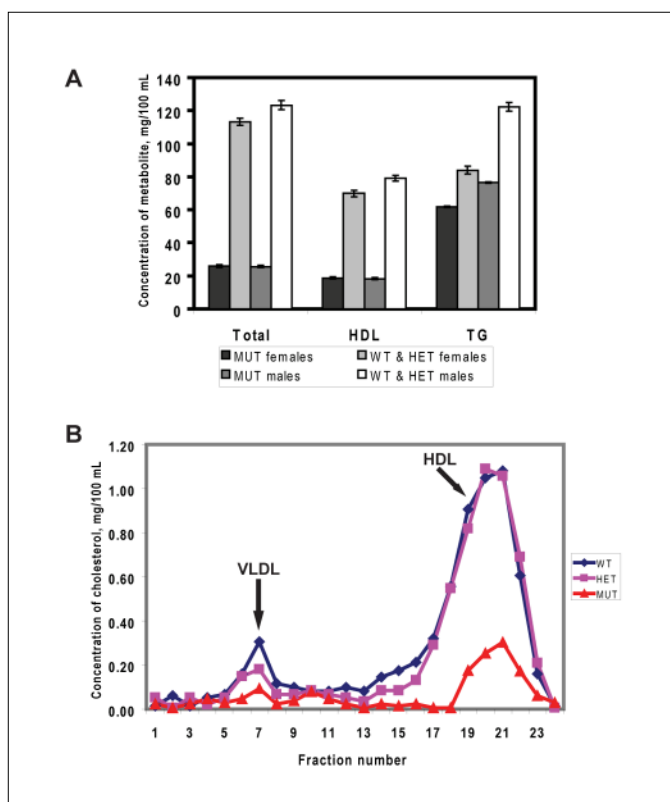 A
Concentration of metabolite, mg/100 mL
140
120
100
80
60
40
20
0
Total HDL TG
MUT females WT & HET females
MUT males WT & HET males
B
Concentration of cholesterol, mg/100 mL
1.20
1.00
0.80
0.60
0.40
0.20
0.00
VLDL
HDL
WT
HET
MUT
1 3 5 7 9 11 13 15 17 19 21 23
Fraction number